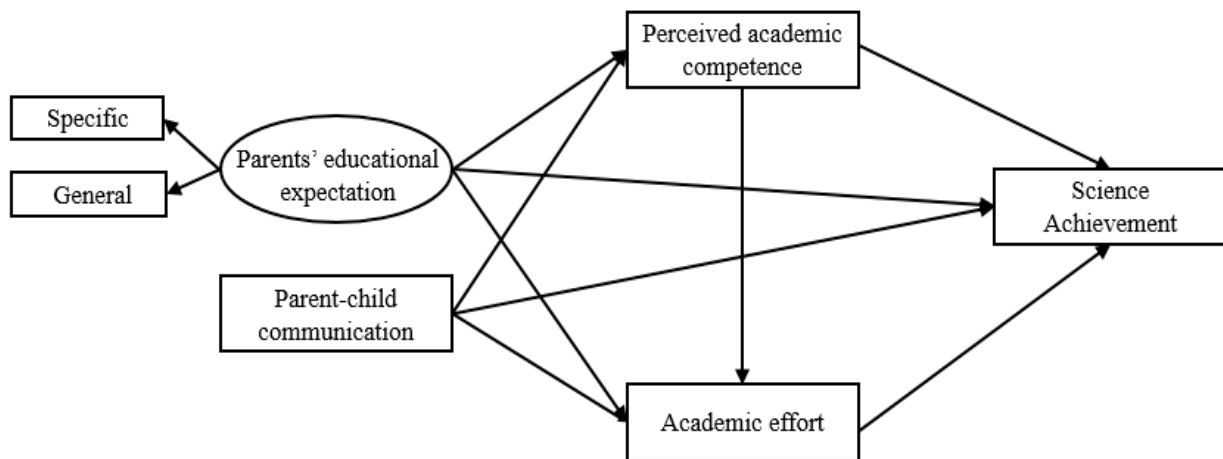 Perceived academic
competence
Specific
General
Parents’ educational
expectation
Science
Achievement
Parent-child
communication
Academic effort